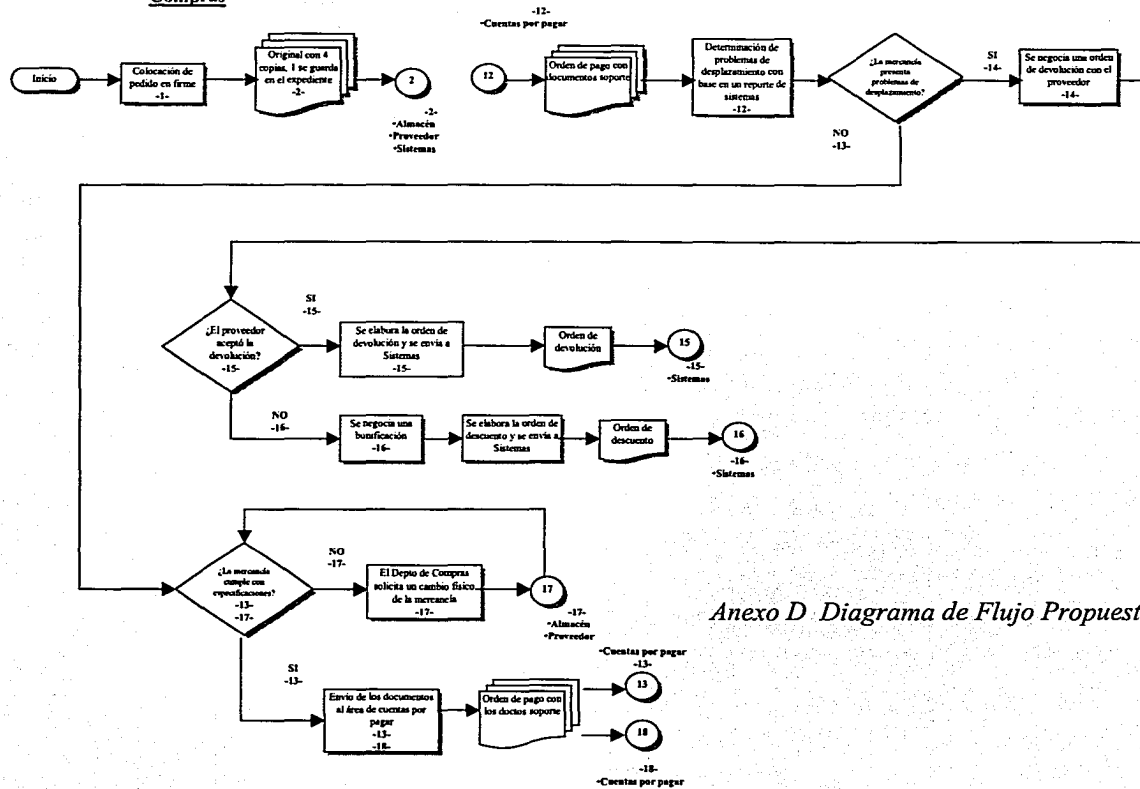 Compras
Inicio
Colocación de
pedido en firme
-1-
Original con 4
copias, 1 se guarda
en el expediente
-2-
2
-2-
•Almacén
•Proveedor
•Sistemas
-12-
•Cuentas por pagar
12
Orden de pago con
documentos soporte
Determinación de
problemas de
desplazamiento con
base en un reporte de
sistemas
-12-
¿La mercancía
presenta
problemas de
desplazamiento?
SI
-14-
Se negocia una orden
de devolución con el
proveedor
-14-
NO
-13-
¿El proveedor
aceptó la
devolución?
-15-
SI
-15-
Se elabora la orden de
devolución y se envía a
Sistemas
-15-
Orden de
devolución
15
-15-
•Sistemas
NO
-16-
Se negocia una
bonificación
-16-
Se elabora la orden de
descuento y se envía a
Sistemas
Orden de
descuento
16
-16-
•Sistemas
¿La mercancía
cumple con
especificaciones?
-13-
-17-
NO
-17-
El Depto de Compras
solicita un cambio físico
de la mercancía
-17-
17
-17-
•Almacén
•Proveedor
Anexo D Diagrama de Flujo Propuest
SI
-13-
Envío de los documentos
al área de cuentas por
pagar
-13-
-18-
Orden de pago con
los doctos soporte
•Cuentas por pagar
-13-
13
18
-18-
•Cuentas por pagar